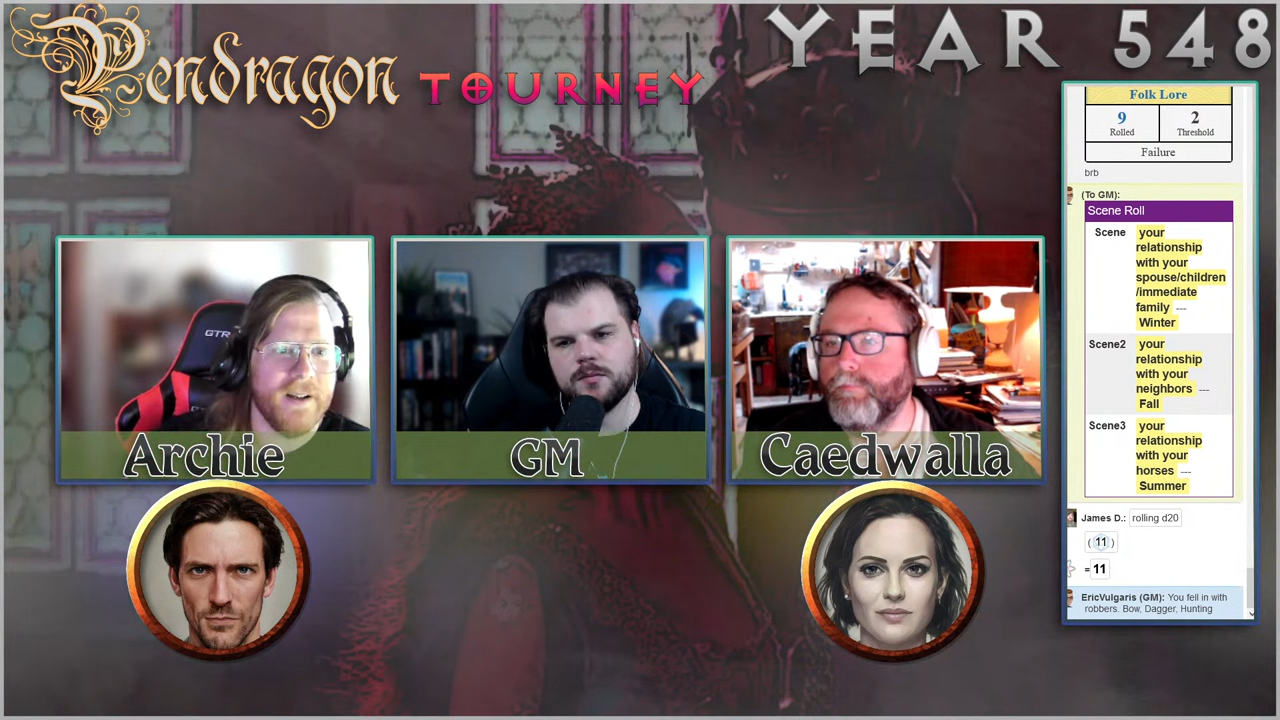 Pendragon
TOURNEY
YEAR 548
Folk Lore
9
2
Rolled
Threshold
Failure
brb
(To GM):
Scene Roll
Scene
your
relationship
with your
spouse/children
/immediate
family ---
Winter
Scene2
your
relationship
with your
neighbors ---
Fall
Scene3
your
relationship
with your
horses ---
Summer
James D.: rolling d20
(11)
= 11
EricVulgaris (GM): You fell in with
robbers. Bow, Dagger, Hunting
GTR
Archie
GM
Caedwalla